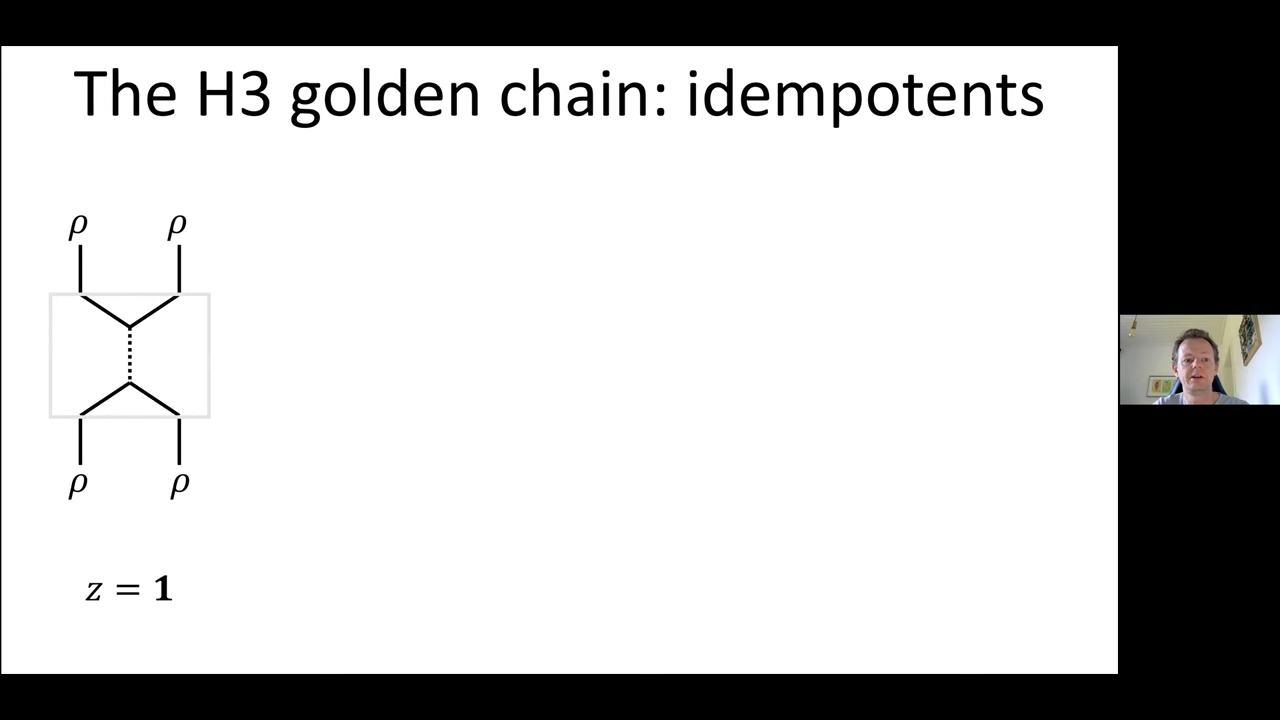 The H3 golden chain: idempotents
ρ ρ
ρ ρ
z = 1